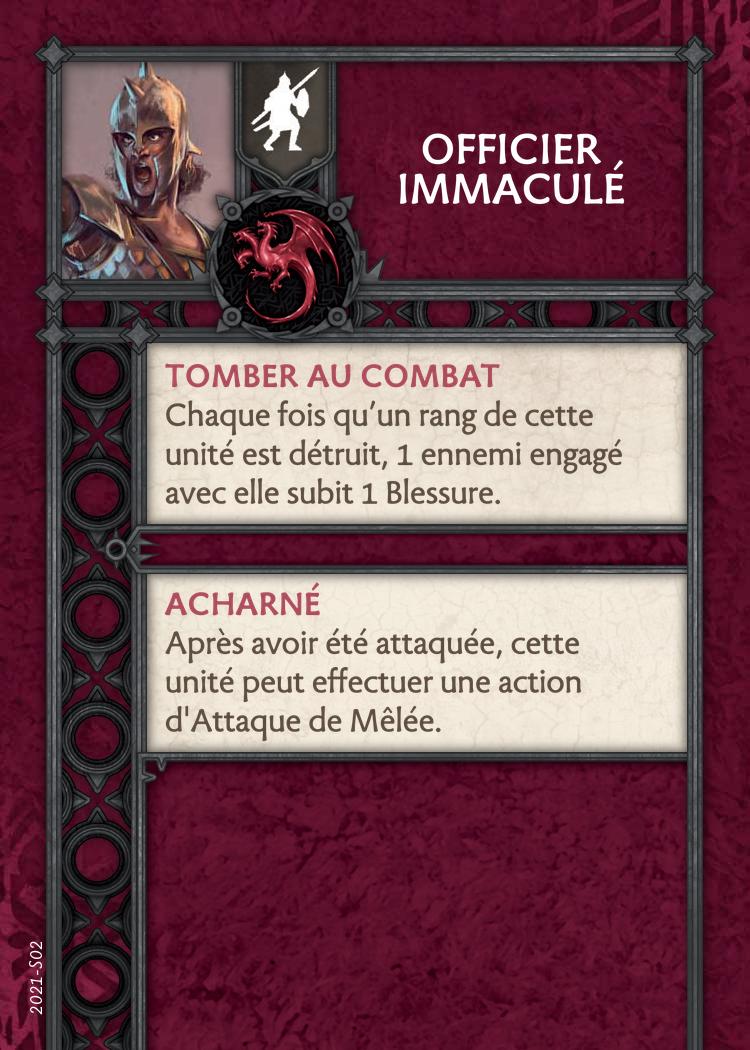 OFFICIER
IMMACULÉ
TOMBER AU COMBAT
Chaque fois qu’un rang de cette
unité est détruit, 1 ennemi engagé
avec elle subit 1 Blessure.
ACHARNÉ
Après avoir été attaquée, cette
unité peut effectuer une action
d'Attaque de Mêlée.
2021-S02